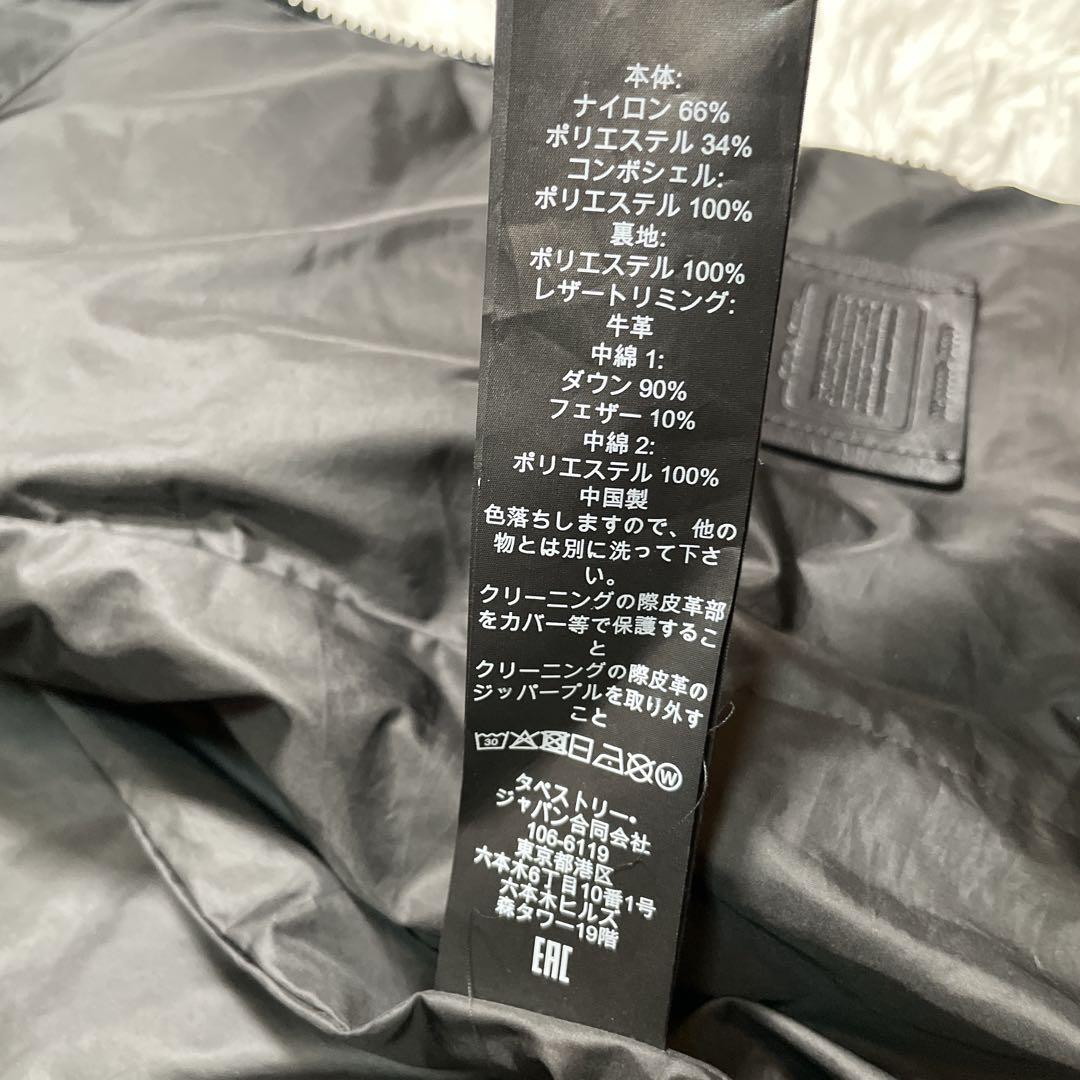 本体:
ナイロン 66%
ポリエステル 34%
コンボシェル:
ポリエステル 100%
裏地:
ポリエステル 100%
レザートリミング:
牛革
中綿 1:
ダウン 90%
フェザー 10%
中綿 2:
ポリエステル 100%
中国製
色落ちしますので、他の
物とは別に洗って下さ
い。
クリーニングの際皮革部
をカバー等で保護するこ
と
クリーニングの際皮革の
ジッパープルを取り外す
こと
30 W
タペストリー・
ジャパン合同会社
106-6119
東京都港区
六本木6丁目10番1号
六本木ヒルズ
森タワー19階
EAC